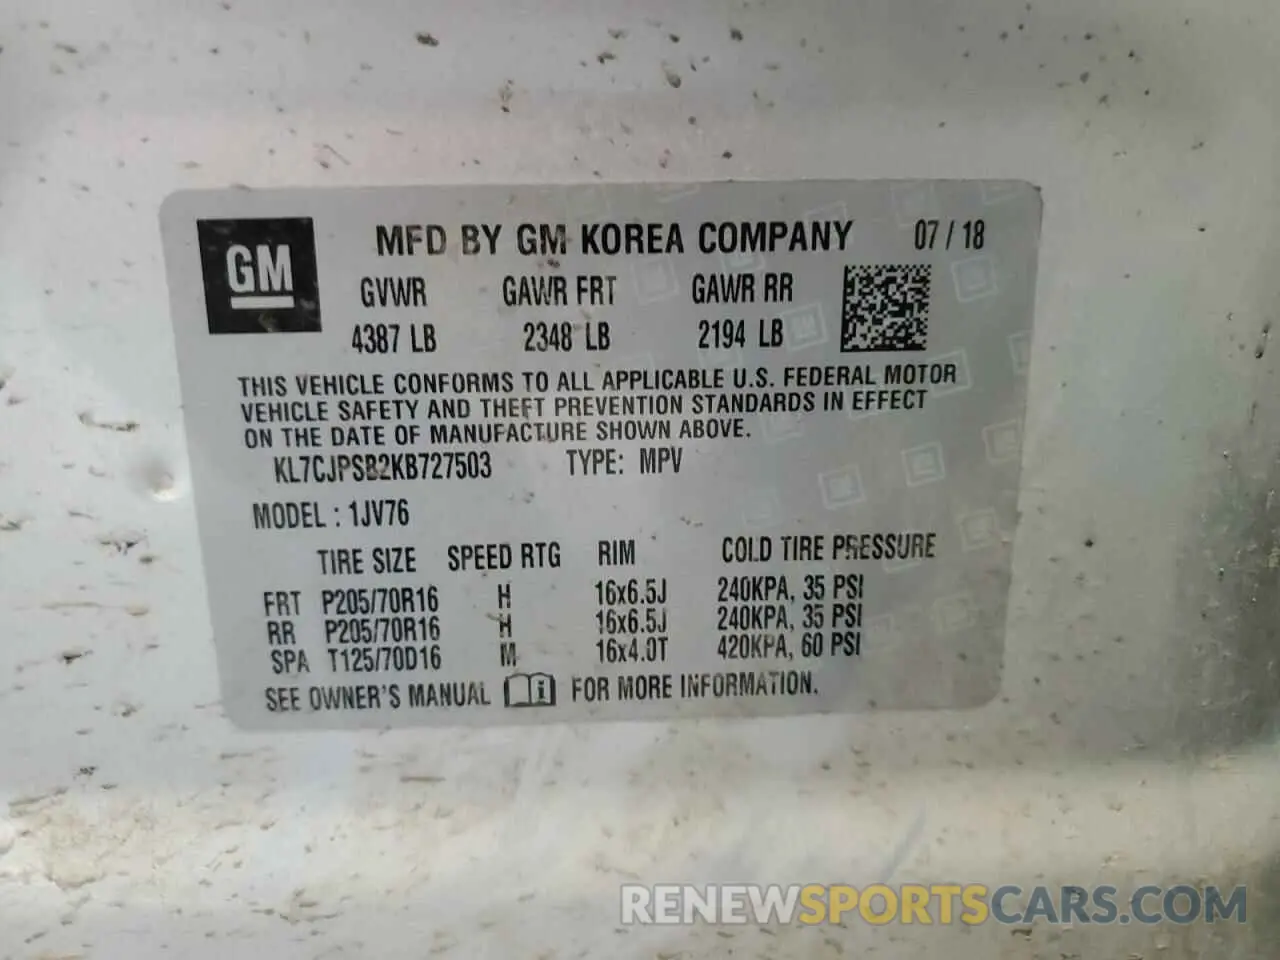 GM
MFD BY GM KOREA COMPANY 07 / 18
GVWR GAWR FRT GAWR RR
4387 LB 2348 LB 2194 LB
THIS VEHICLE CONFORMS TO ALL APPLICABLE U.S. FEDERAL MOTOR
VEHICLE SAFETY AND THEFT PREVENTION STANDARDS IN EFFECT
ON THE DATE OF MANUFACTURE SHOWN ABOVE.
KL7CJPSB2KB727503 TYPE: MPV
MODEL : 1JV76
TIRE SIZE SPEED RTG RIM COLD TIRE PRESSURE
FRT P205/70R16 H 16x6.5J 240KPA, 35 PSI
RR P205/70R16 H 16x6.5J 240KPA, 35 PSI
SPA T125/70D16 M 16x4.0T 420KPA, 60 PSI
SEE OWNER'S MANUAL i FOR MORE INFORMATION.
RENEWSPORTSCARS.COM